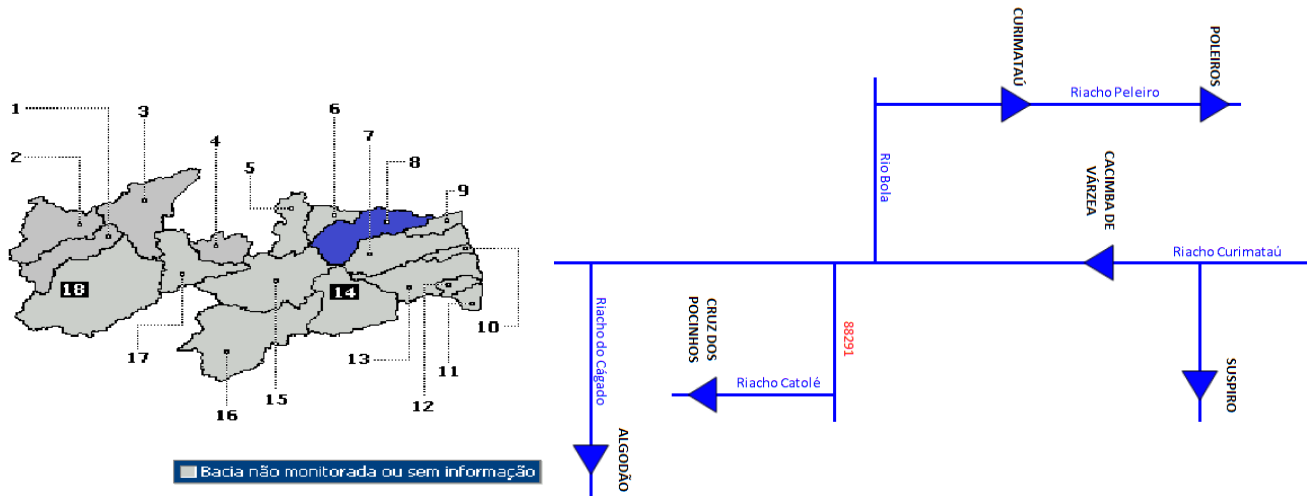 1
2
3
4
5
6
7
8
9
10
11
12
13
14
15
16
17
18
Bacia não monitorada ou sem informação
CURIMATAÚ
POLEIROS
Riacho Peleiro
Rio Bola
CACIMBA DE
VÁRZEA
Riacho Curimataú
Riacho do Cágado
CRUZ DOS
POCINHOS
88291
Riacho Catolé
SUSPIRO
ALGODÃO